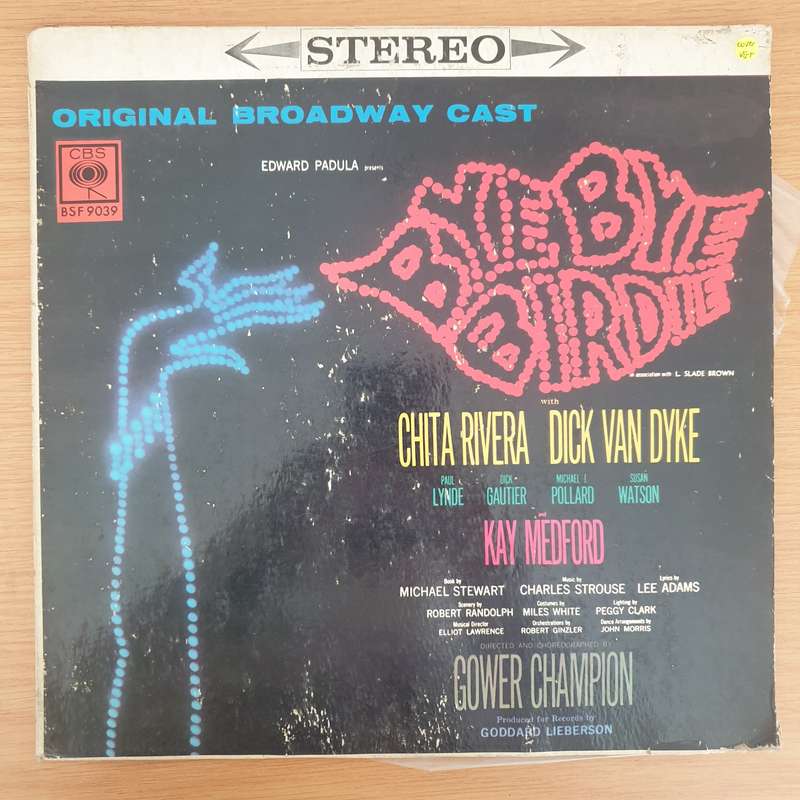 STEREO
cover
VG+
ORIGINAL BROADWAY CAST
CBS
BSF 9039
EDWARD PADULA presents
BYE BYE
BIRDIE
in association with L. SLADE BROWN
with
CHITA RIVERA DICK VAN DYKE
PAUL LYNDE DICK GAUTIER MICHAEL J. POLLARD SUSAN WATSON
and
KAY MEDFORD
Book by MICHAEL STEWART Music by CHARLES STROUSE Lyrics by LEE ADAMS
Scenery by ROBERT RANDOLPH Costumes by MILES WHITE Lighting by PEGGY CLARK
Musical Director ELLIOT LAWRENCE Orchestrations by ROBERT GINZLER Dance Arrangements by JOHN MORRIS
DIRECTED AND CHOREOGRAPHED BY
GOWER CHAMPION
Produced for Records by
GODDARD LIEBERSON